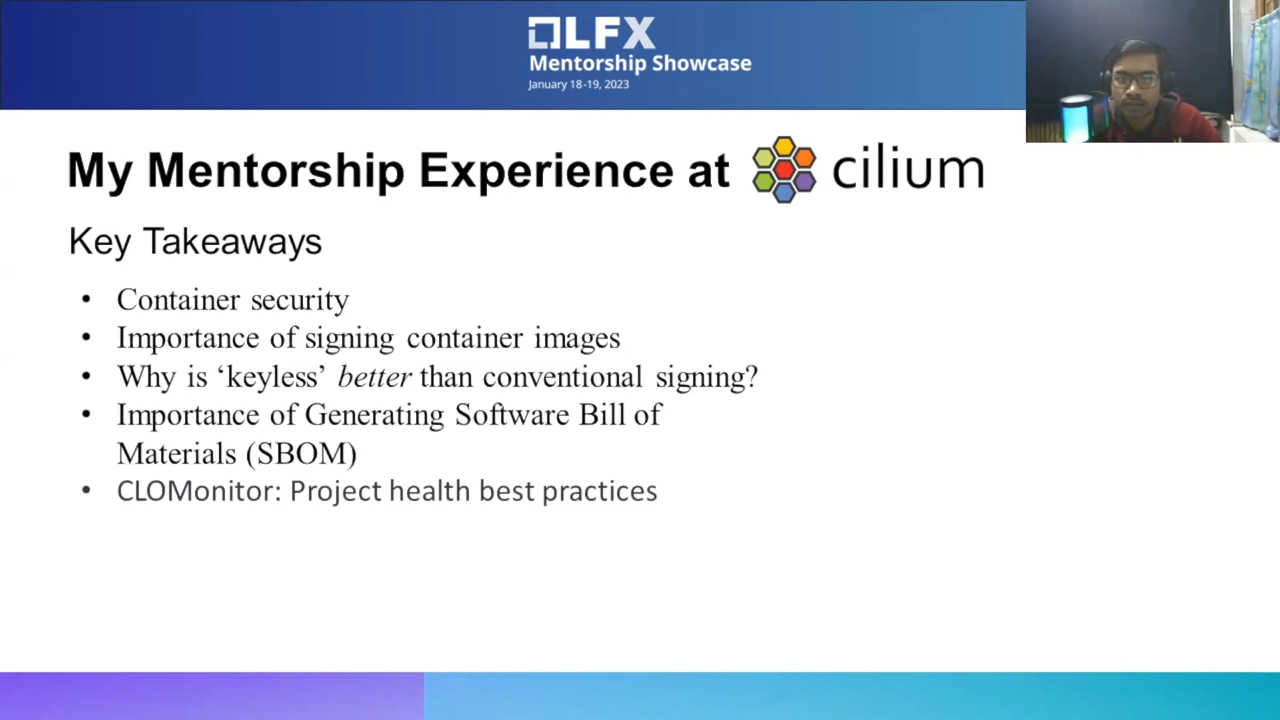 LFX
Mentorship Showcase
January 18-19, 2023
My Mentorship Experience at cilium
Key Takeaways
• Container security
• Importance of signing container images
• Why is ‘keyless’ better than conventional signing?
• Importance of Generating Software Bill of
Materials (SBOM)
• CLOMonitor: Project health best practices